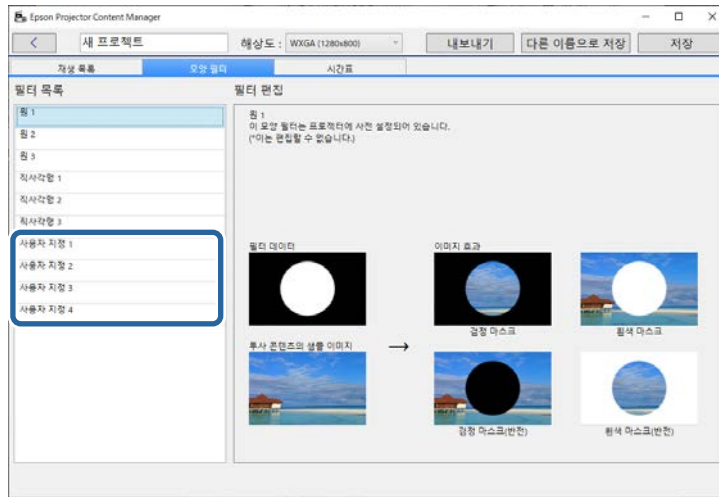 Epson Projector Content Manager
새 프로젝트
해상도 : WXGA (1280x800)
내보내기
다른 이름으로 저장
저장
재생 목록
모양 필터
시간표
필터 목록
원 1
원 2
원 3
직사각형 1
직사각형 2
직사각형 3
사용자 지정 1
사용자 지정 2
사용자 지정 3
사용자 지정 4
필터 편집
원 1
이 모양 필터는 프로젝터에 사전 설정되어 있습니다.
(*이는 편집할 수 없습니다.)
필터 데이터
이미지 효과
검정 마스크
흰색 마스크
투사 콘텐츠의 샘플 이미지
→
검정 마스크(반전)
흰색 마스크(반전)